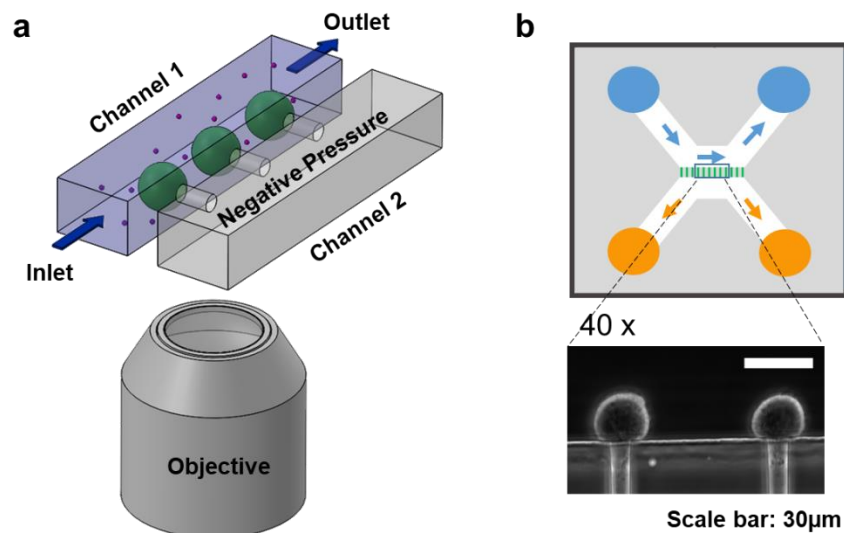 a
Outlet
Channel 1
Negative Pressure
Channel 2
Inlet
Objective
b
40 x
Scale bar: 30μm